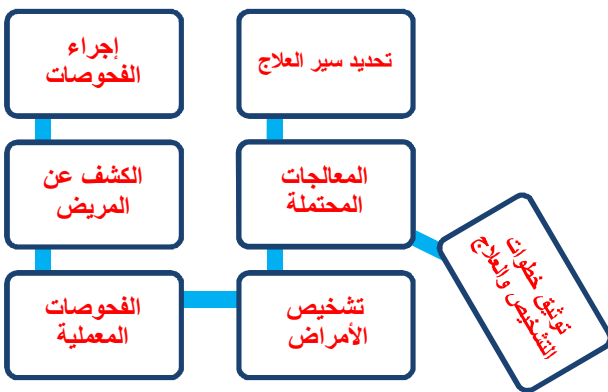 إجراء
الفحوصات
الكشف عن
المريض
الفحوصات
المعملية
تشخيص
الأمراض
المعالجات
المحتملة
تحديد سير العلاج
توثيق خطوات
التشخيص والعلاج